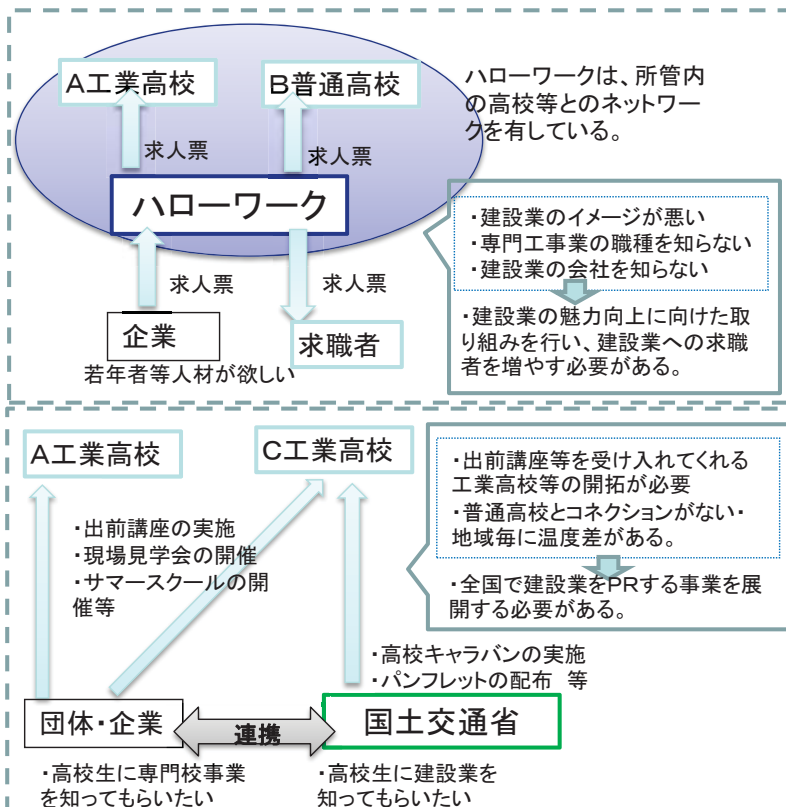 A工業高校
B普通高校
ハローワークは、所管内
の高校等とのネットワー
クを有している。
求人票
求人票
ハローワーク
・建設業のイメージが悪い
・専門工事業の職種を知らない
・建設業の会社を知らない
求人票
求人票
企業
求職者
若年者等人材が欲しい
・建設業の魅力向上に向けた取
り組みを行い、建設業への求職
者を増やす必要がある。
A工業高校
C工業高校
・出前講座等を受け入れてくれる
工業高校等の開拓が必要
・普通高校とコネクションがない・
地域毎に温度差がある。
・出前講座の実施
・現場見学会の開催
・サマースクールの開
催等
・全国で建設業をPRする事業を展
開する必要がある。
・高校キャラバンの実施
・パンフレットの配布 等
団体・企業
連携
国土交通省
・高校生に専門校事業
を知ってもらいたい
・高校生に建設業を
知ってもらいたい